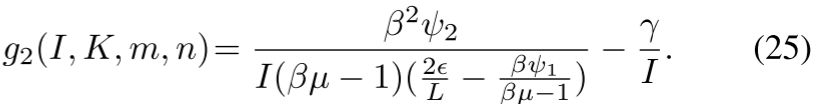 g_2(I, K, m, n) = \frac{\beta^2 \psi_2}{I(\beta\mu - 1)(\frac{2\epsilon}{L} - \frac{\beta\psi_1}{\beta\mu - 1})} - \frac{\gamma}{I}. (25)